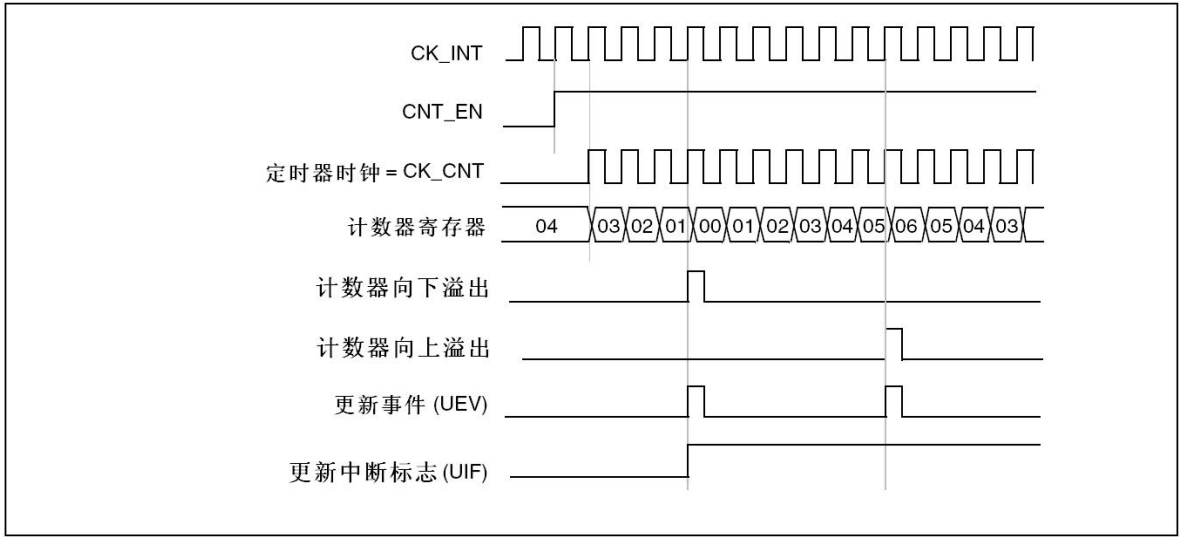 CK_INT
CNT_EN
定时器时钟 = CK_CNT
计数器寄存器 04 03 02 01 00 01 02 03 04 05 06 05 04 03
计数器向下溢出
计数器向上溢出
更新事件 (UEV)
更新中断标志 (UIF)